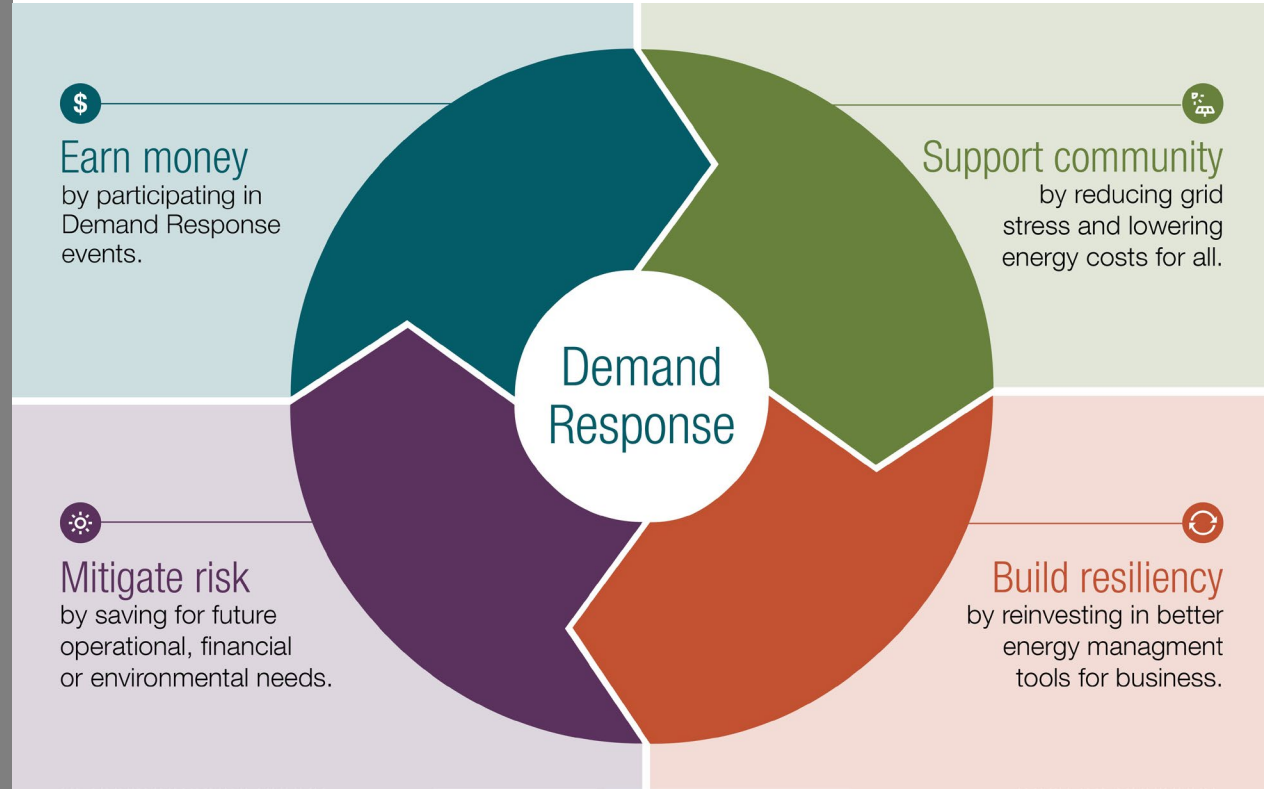 $
Earn money
by participating in
Demand Response
events.
Support community
by reducing grid
stress and lowering
energy costs for all.
Demand
Response
Mitigate risk
by saving for future
operational, financial
or environmental needs.
Build resiliency
by reinvesting in better
energy managment
tools for business.